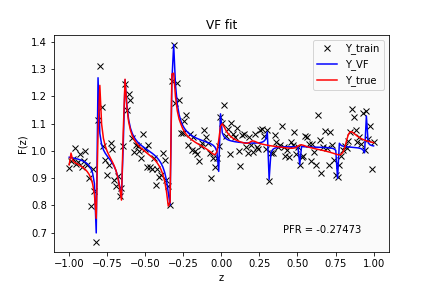 VF fit
Y_train
Y_VF
Y_true
F(z)
1.4
1.3
1.2
1.1
1.0
0.9
0.8
0.7
PFR = -0.27473
−1.00 −0.75 −0.50 −0.25 0.00 0.25 0.50 0.75 1.00
z